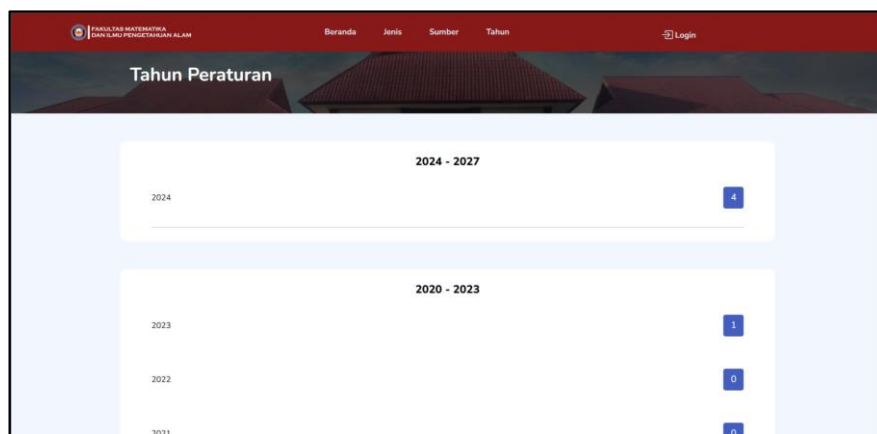 FAKULTAS MATEMATIKA
DAN ILMU PENGETAHUAN ALAM
Beranda Jenis Sumber Tahun Login
Tahun Peraturan
2024 - 2027
2024 4
2020 - 2023
2023 1
2022 0
2021 0